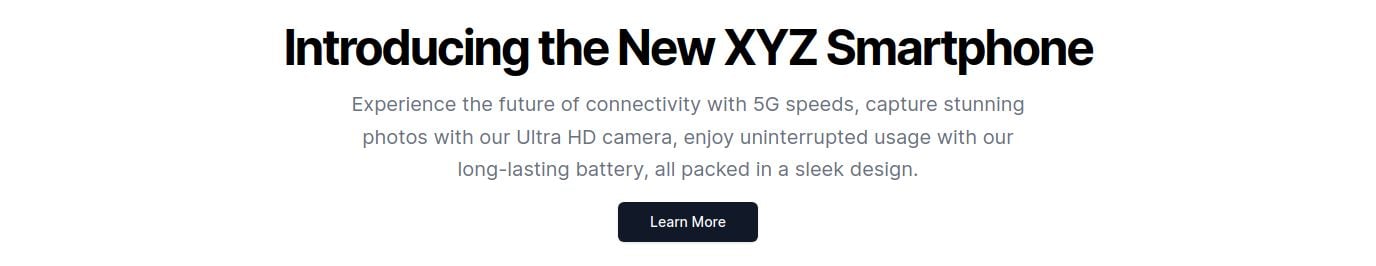 Introducing the New XYZ Smartphone
Experience the future of connectivity with 5G speeds, capture stunning
photos with our Ultra HD camera, enjoy uninterrupted usage with our
long-lasting battery, all packed in a sleek design.
Learn More